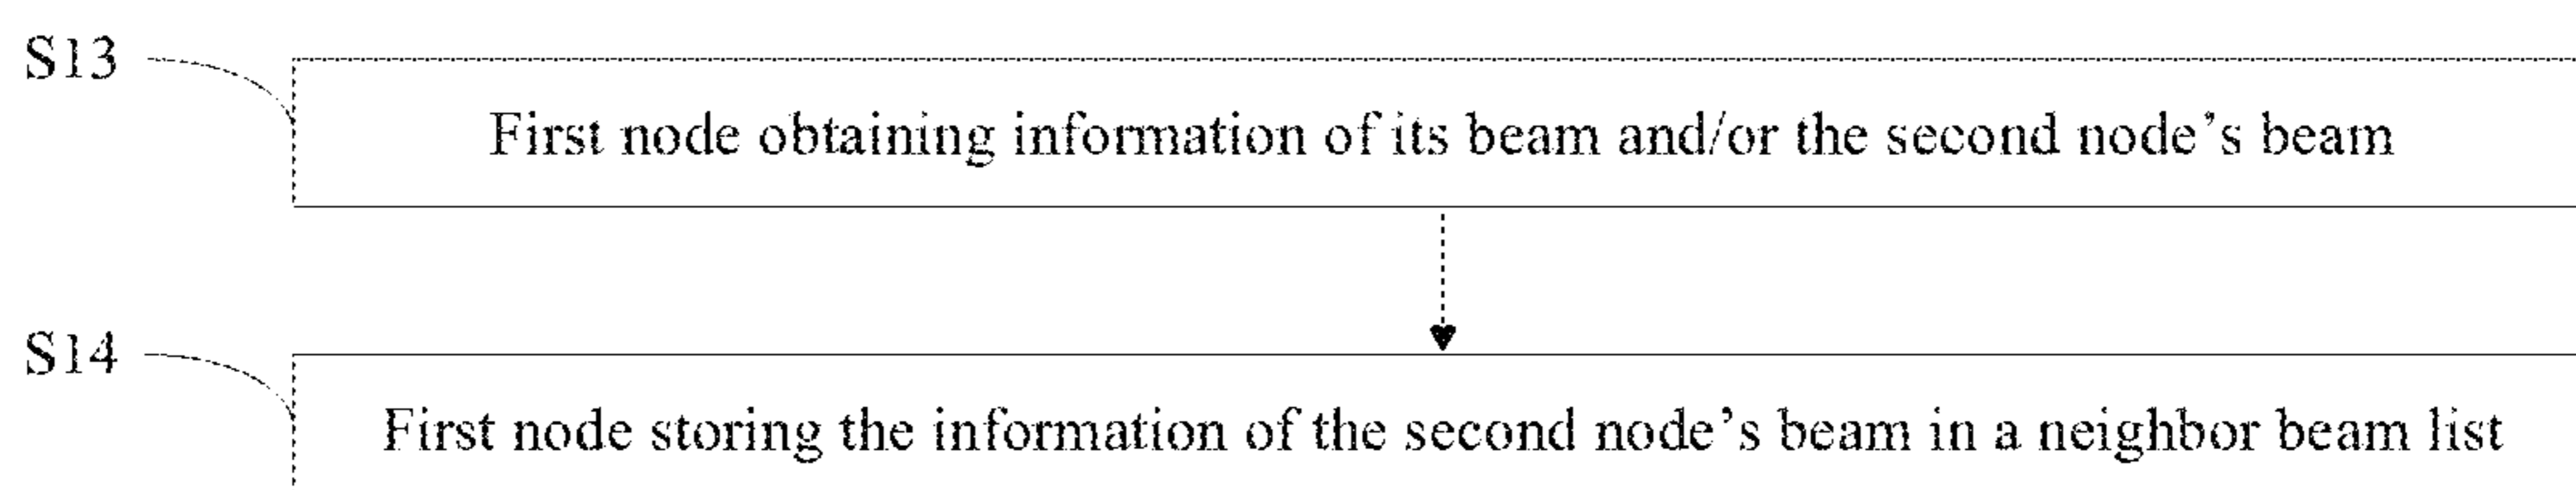 S13
First node obtaining information of its beam and/or the second node’s beam
S14
First node storing the information of the second node’s beam in a neighbor beam list